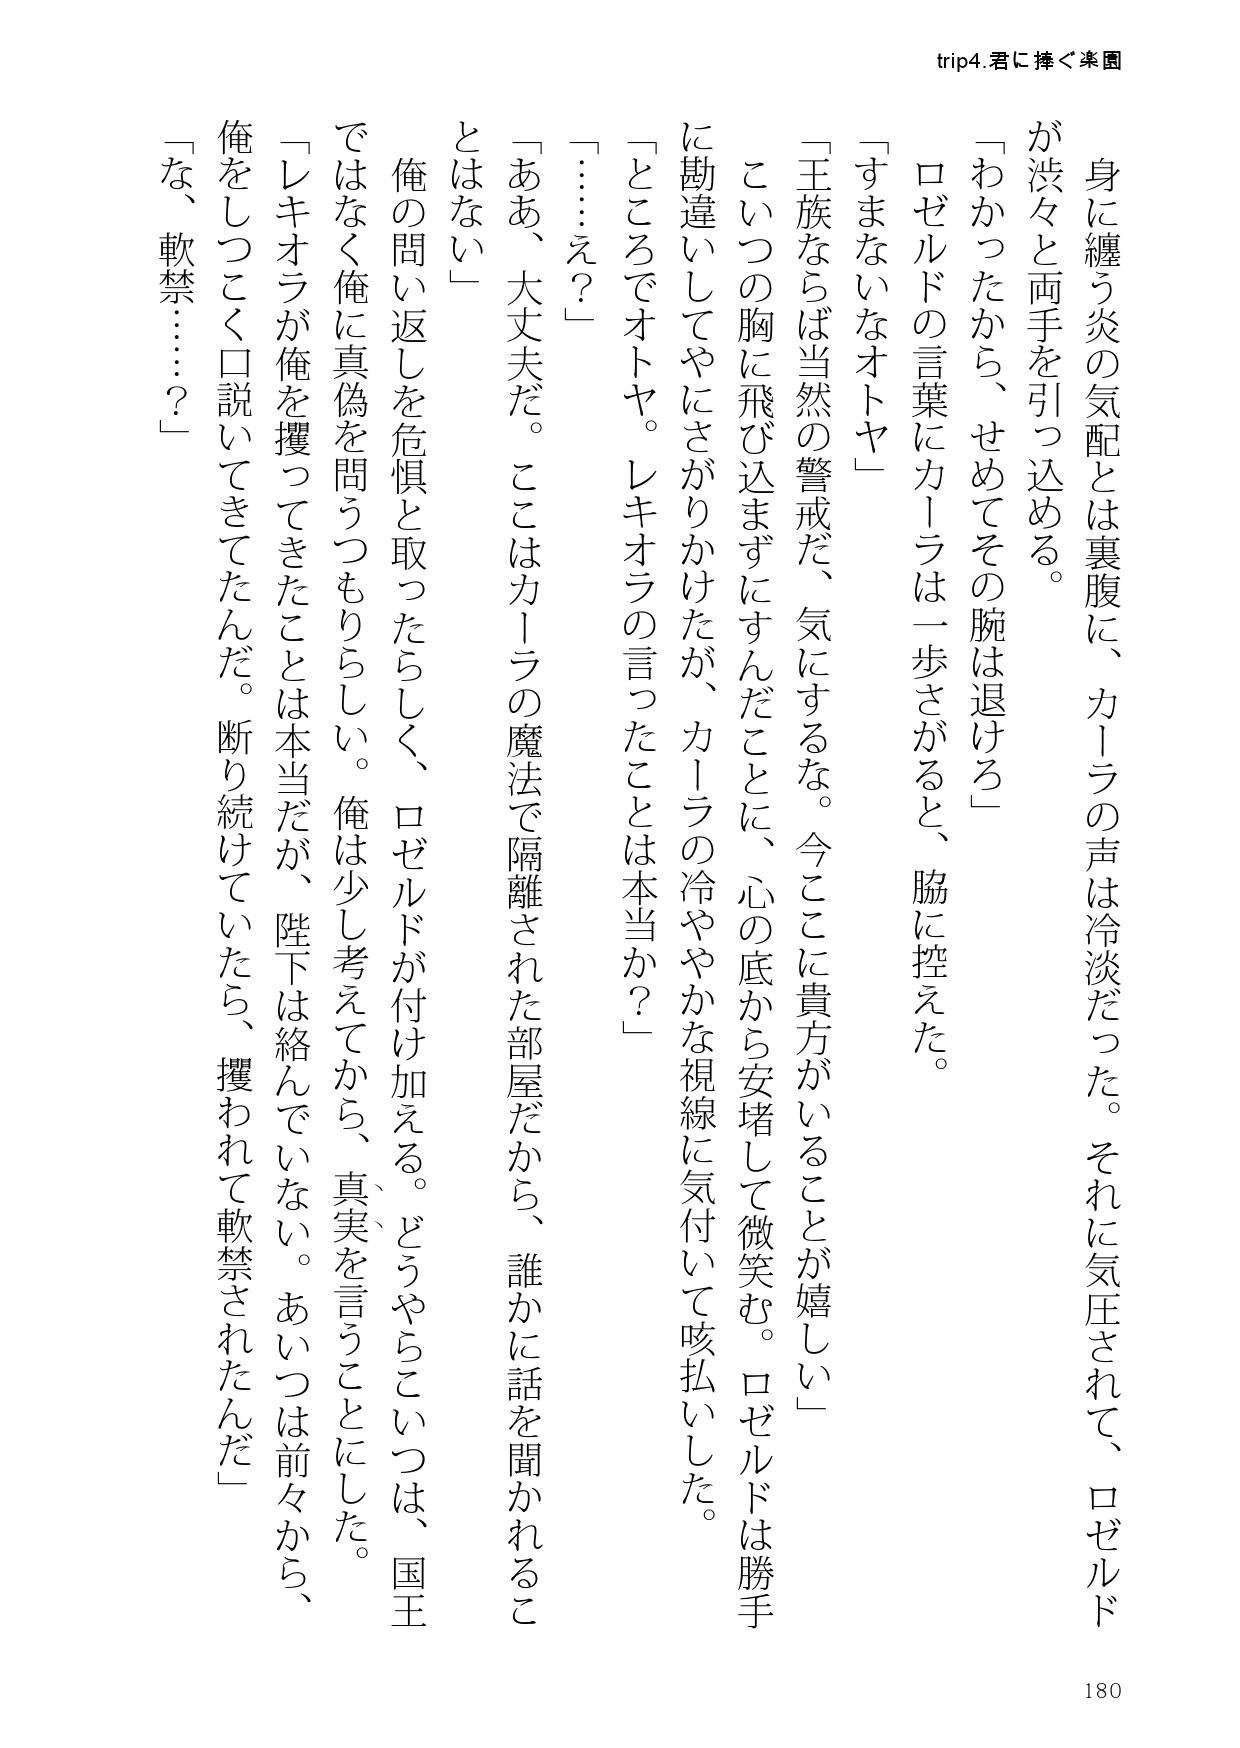 trip4.君に捧ぐ楽園
　身に纏う炎の気配とは裏腹に、カーラの声は冷淡だった。それに気圧されて、ロゼルド
が渋々と両手を引っ込める。
「わかったから、せめてその腕は退けろ」
　ロゼルドの言葉にカーラは一歩さがると、脇に控えた。
「すまないなオトヤ」
「王族ならば当然の警戒だ、気にするな。今ここに貴方がいることが嬉しい」
　こいつの胸に飛び込まずにすんだことに、心の底から安堵して微笑む。ロゼルドは勝手
に勘違いしてやにさがりかけたが、カーラの冷ややかな視線に気付いて咳払いした。
「ところでオトヤ。レキオラの言ったことは本当か？」
「……え？」
「ああ、大丈夫だ。ここはカーラの魔法で隔離された部屋だから、誰かに話を聞かれるこ
とはない」
　俺の問い返しを危惧と取ったらしく、ロゼルドが付け加える。どうやらこいつは、国王
ではなく俺に真偽を問うつもりらしい。俺は少し考えてから、真実を言うことにした。
「レキオラが俺を攫ってきたことは本当だが、陛下は絡んでいない。あいつは前々から、
俺をしつこく口説いてきてたんだ。断り続けていたら、攫われて軟禁されたんだ」
「な、軟禁……？」
180